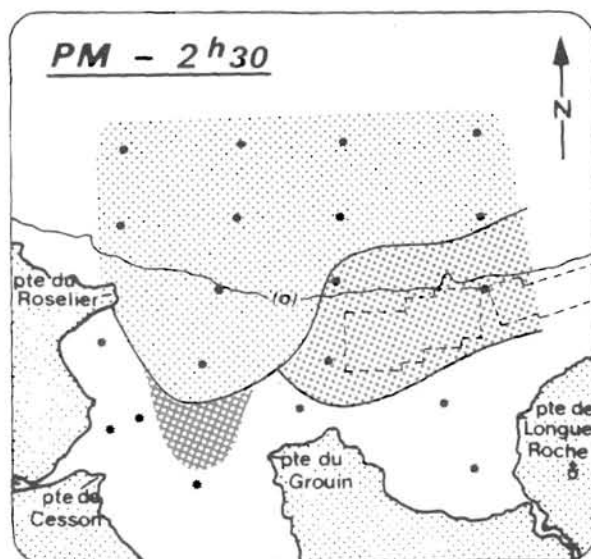 PM - 2h30
N
pte du
Roselier
(o)
pte de
Longue
Roche
pte du
Grouin
pte de
Cesson